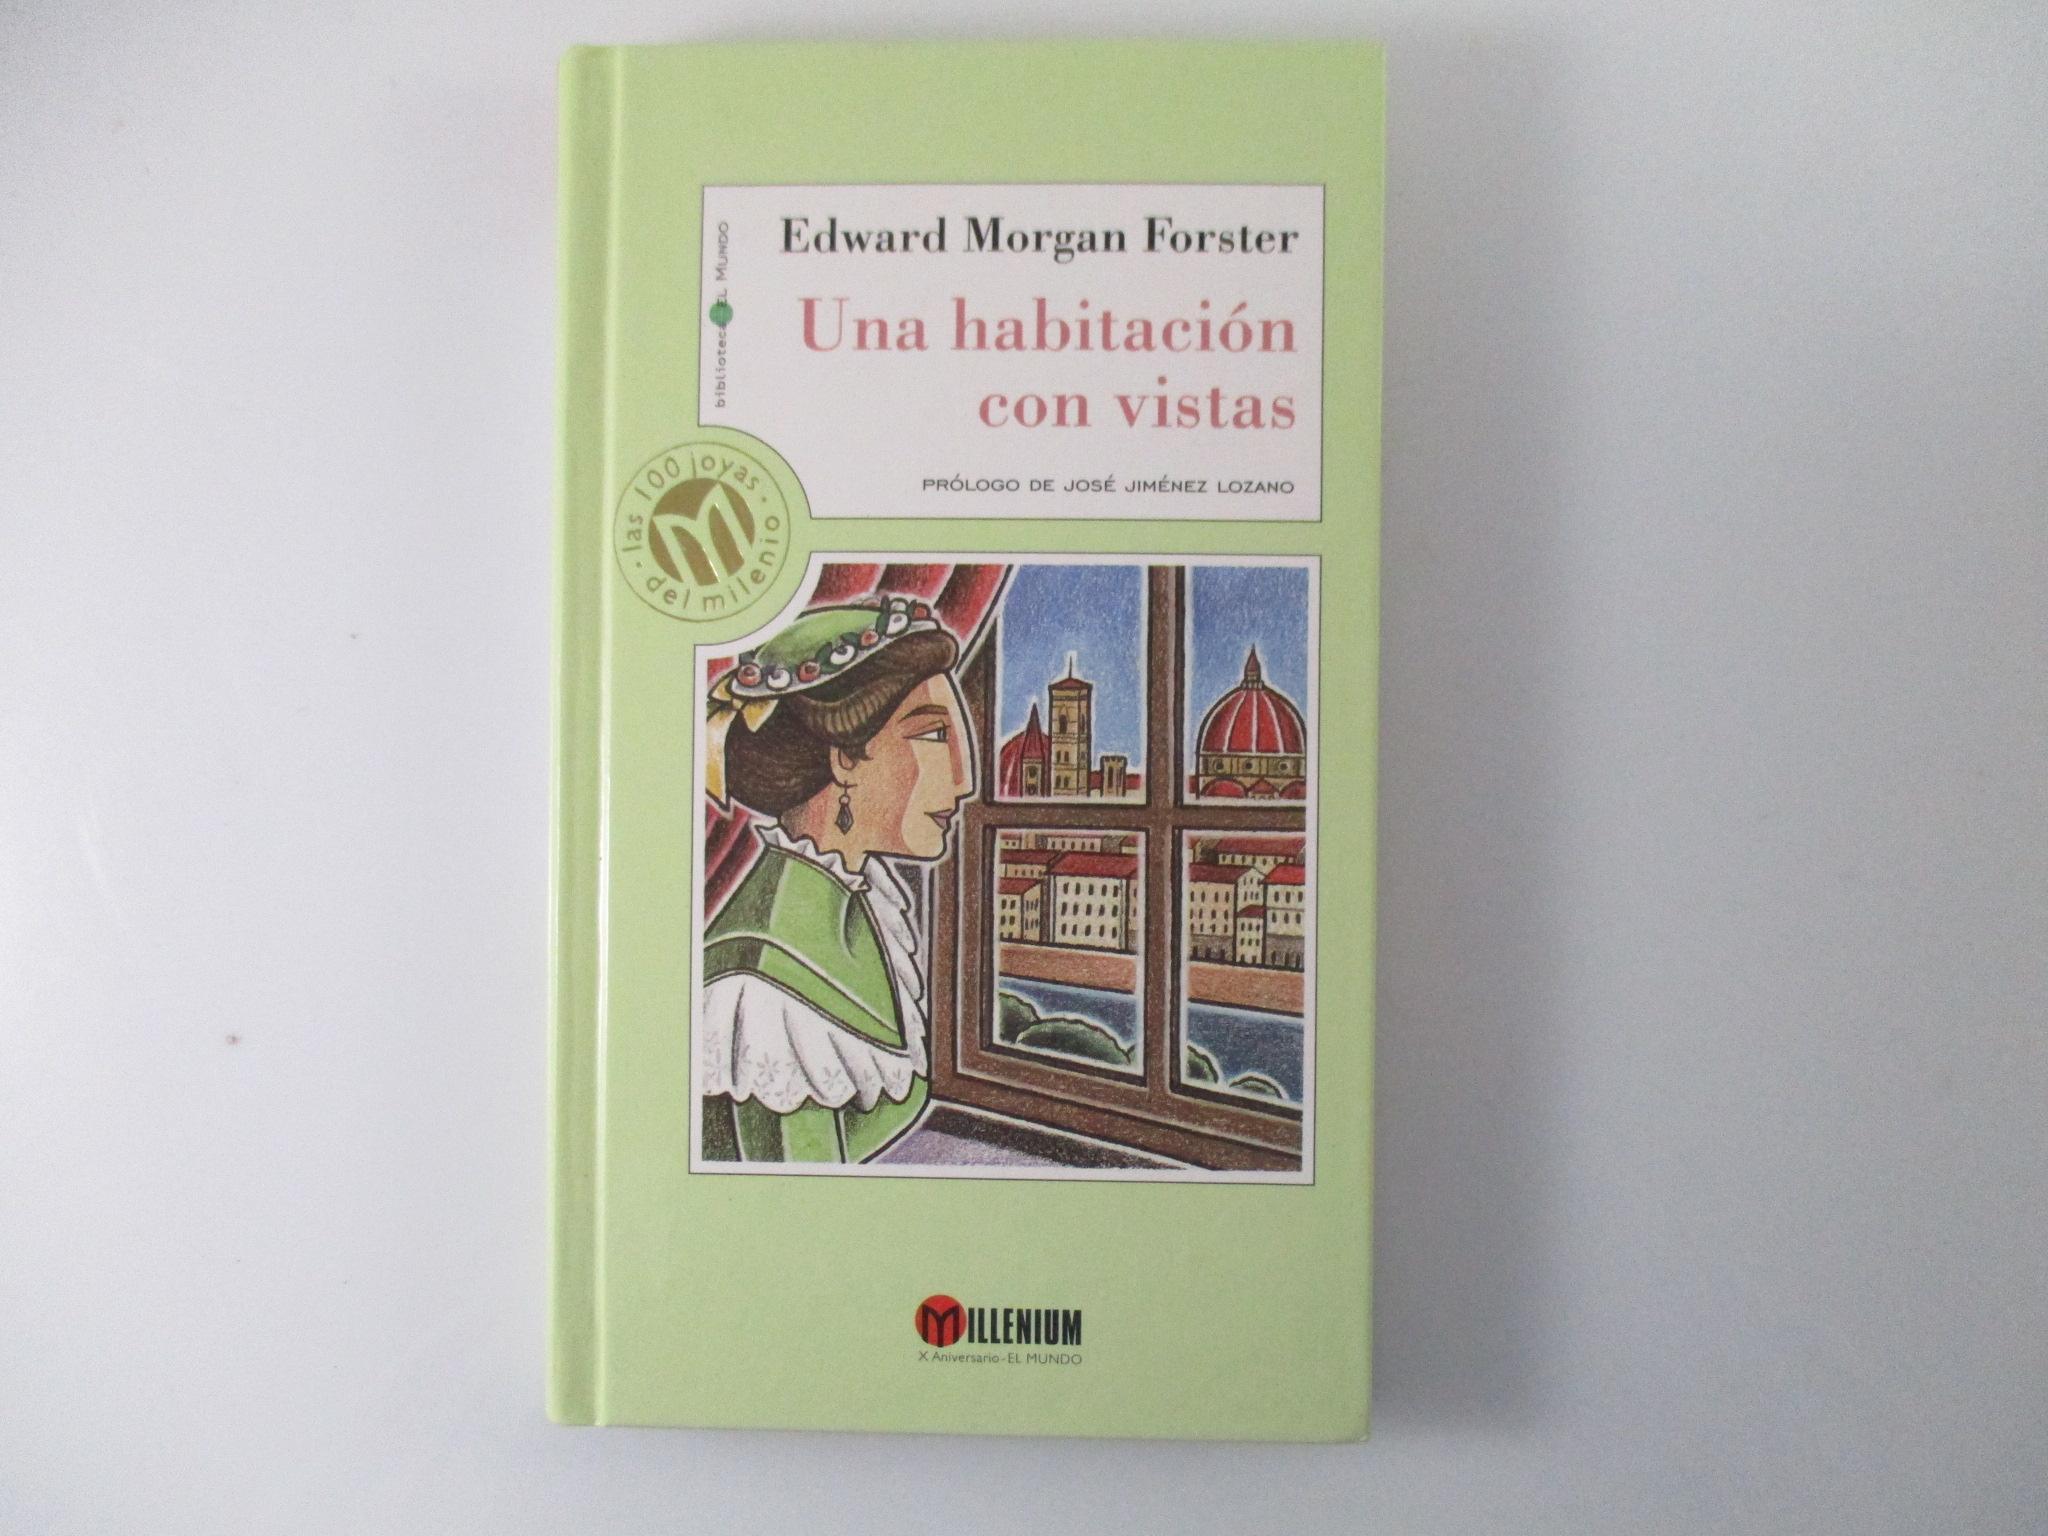 Edward Morgan Forster
Una habitación
con vistas
PRÓLOGO DE JOSÉ JIMÉNEZ LOZANO
biblioteca EL MUNDO
· las 100 joyas ·
del milenio
MILLENIUM
X Aniversario - EL MUNDO